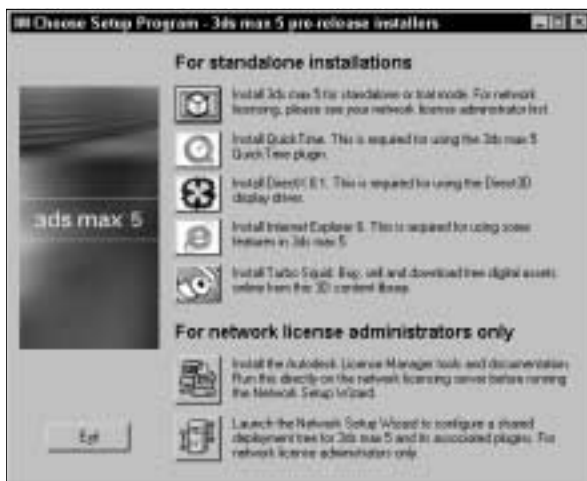 Choose Setup Program - 3ds max 5 pre-release installers
For standalone installations
Install 3ds max 5 for standalone or trial mode. For network
licensing, please see your network license administrator first.
Install QuickTime. This is required for using the 3ds max 5
QuickTime plugin.
Install DirectX 8.1. This is required for using the Direct3D
display driver.
3ds max 5
Install Internet Explorer 6. This is required for using some
features in 3ds max 5
Install Turbo Squid. Buy, sell and download free digital assets
online from this 3D content library.
For network license administrators only
Install the Autodesk License Manager tools and documentation.
Run this directly on the network licensing server before running
the Network Setup Wizard.
Exit
Launch the Network Setup Wizard to configure a shared
deployment tree for 3ds max 5 and its associated plugins. For
network license administrators only.